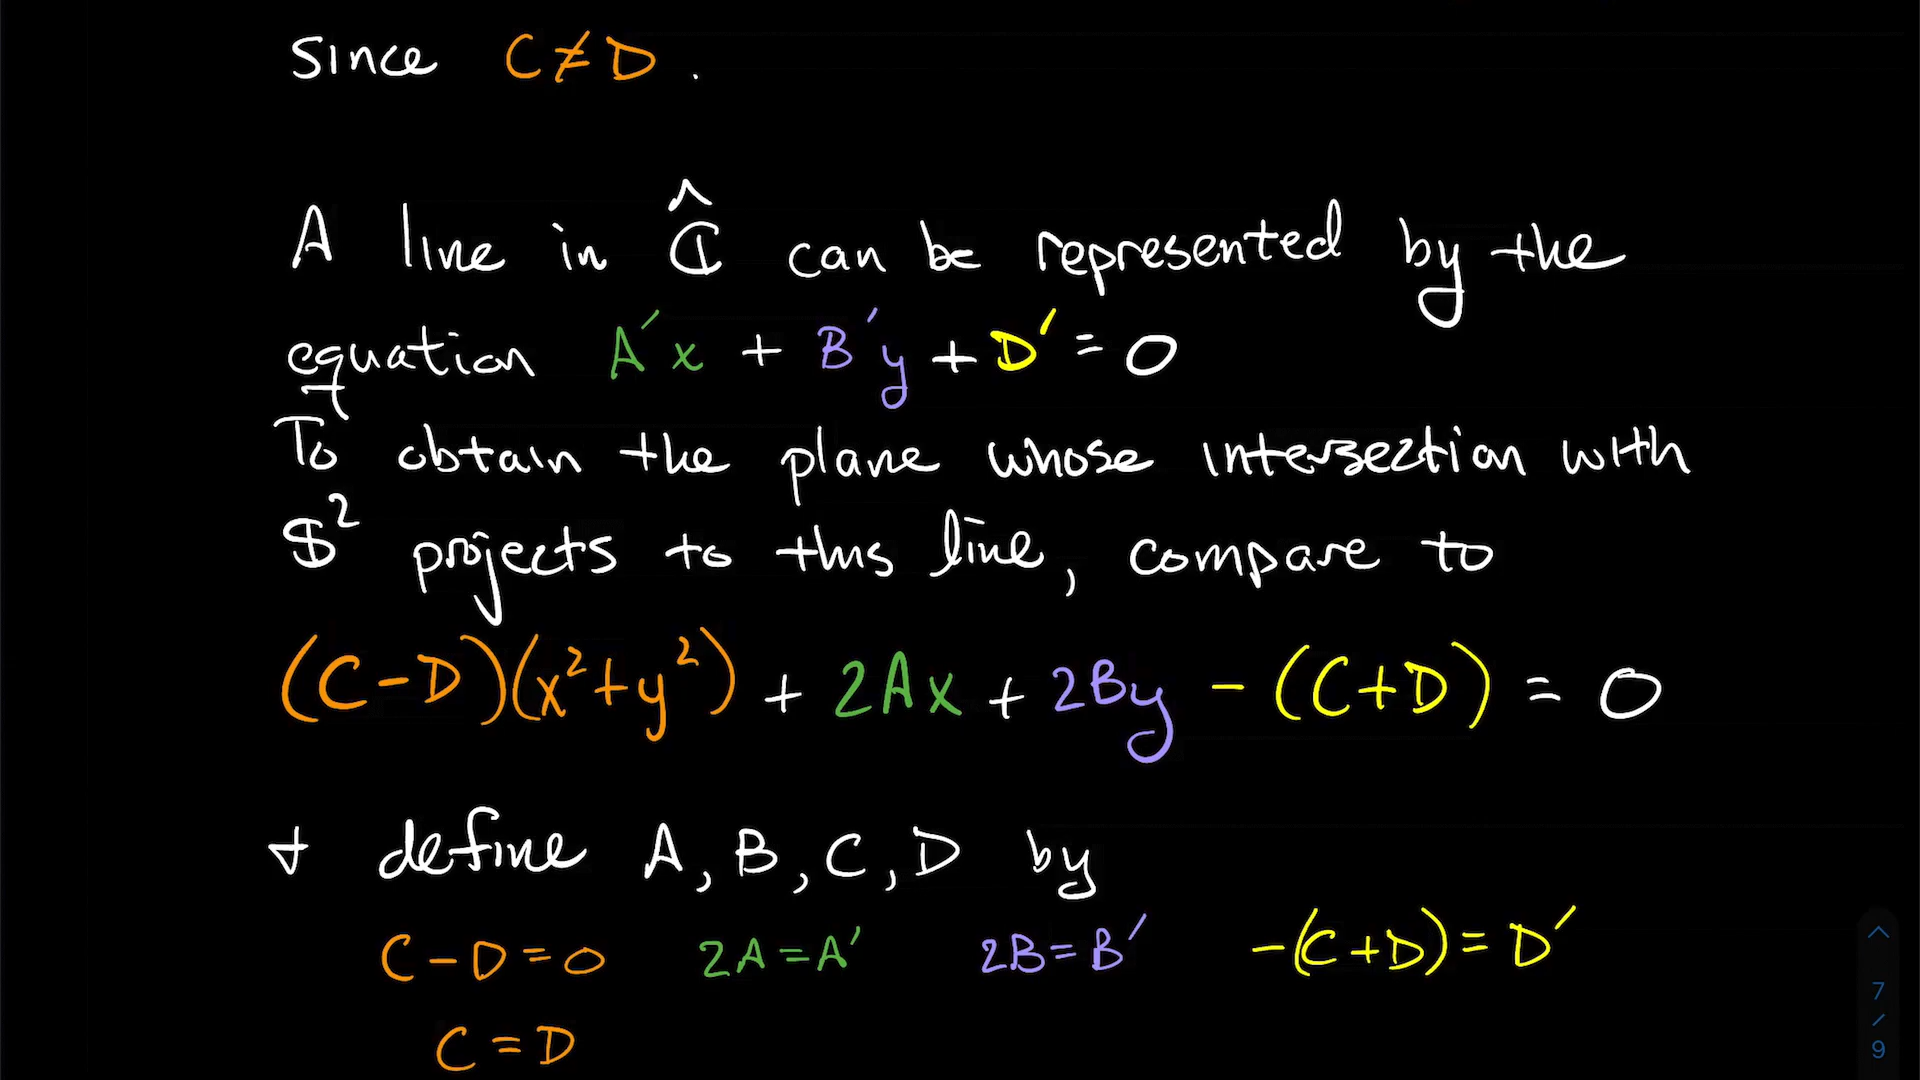 since C ≠ D.
A line in ℂ̂ can be represented by the
equation A′x + B′y + D′ = 0
To obtain the plane whose intersection with
𝕊² projects to this line, compare to
(C-D)(x²+y²) + 2Ax + 2By - (C+D) = 0
+ define A, B, C, D by
C-D=0 2A=A′ 2B=B′ -(C+D)=D′
C=D
7
/
9